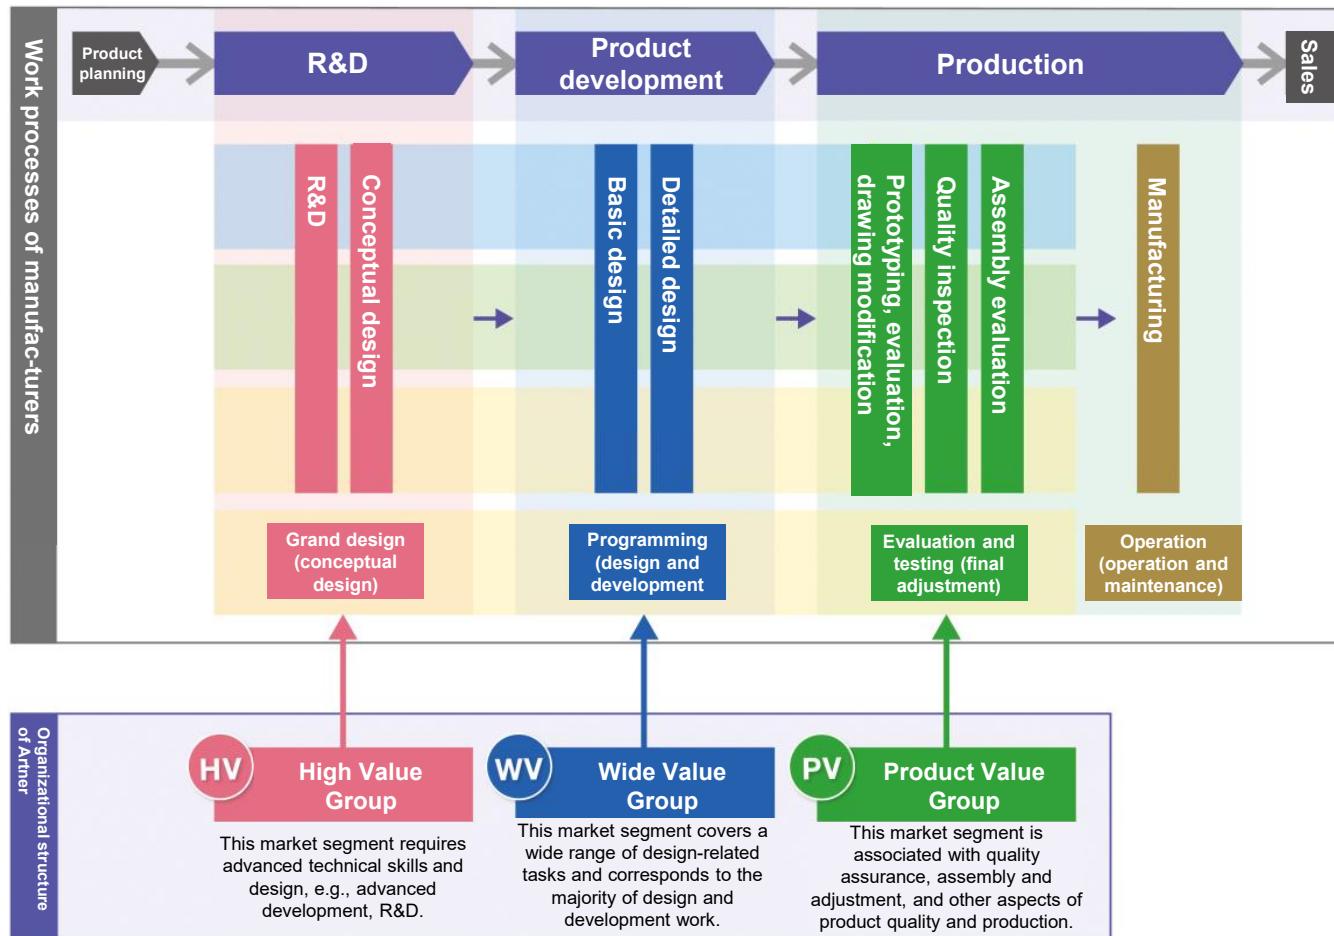 Work processes of manufac-turers
Product
planning
R&D
Product
development
Production
Sales
R&D
Conceptual design
Basic design
Detailed design
Prototyping, evaluation,
drawing modification
Quality inspection
Assembly evaluation
Manufacturing
Grand design
(conceptual
design)
Programming
(design and
development
Evaluation and
testing (final
adjustment)
Operation
(operation and
maintenance)
Organizational structure
of Artner
HV
High Value
Group
This market segment requires
advanced technical skills and
design, e.g., advanced
development, R&D.
WV
Wide Value
Group
This market segment covers a
wide range of design-related
tasks and corresponds to the
majority of design and
development work.
PV
Product Value
Group
This market segment is
associated with quality
assurance, assembly and
adjustment, and other aspects of
product quality and production.